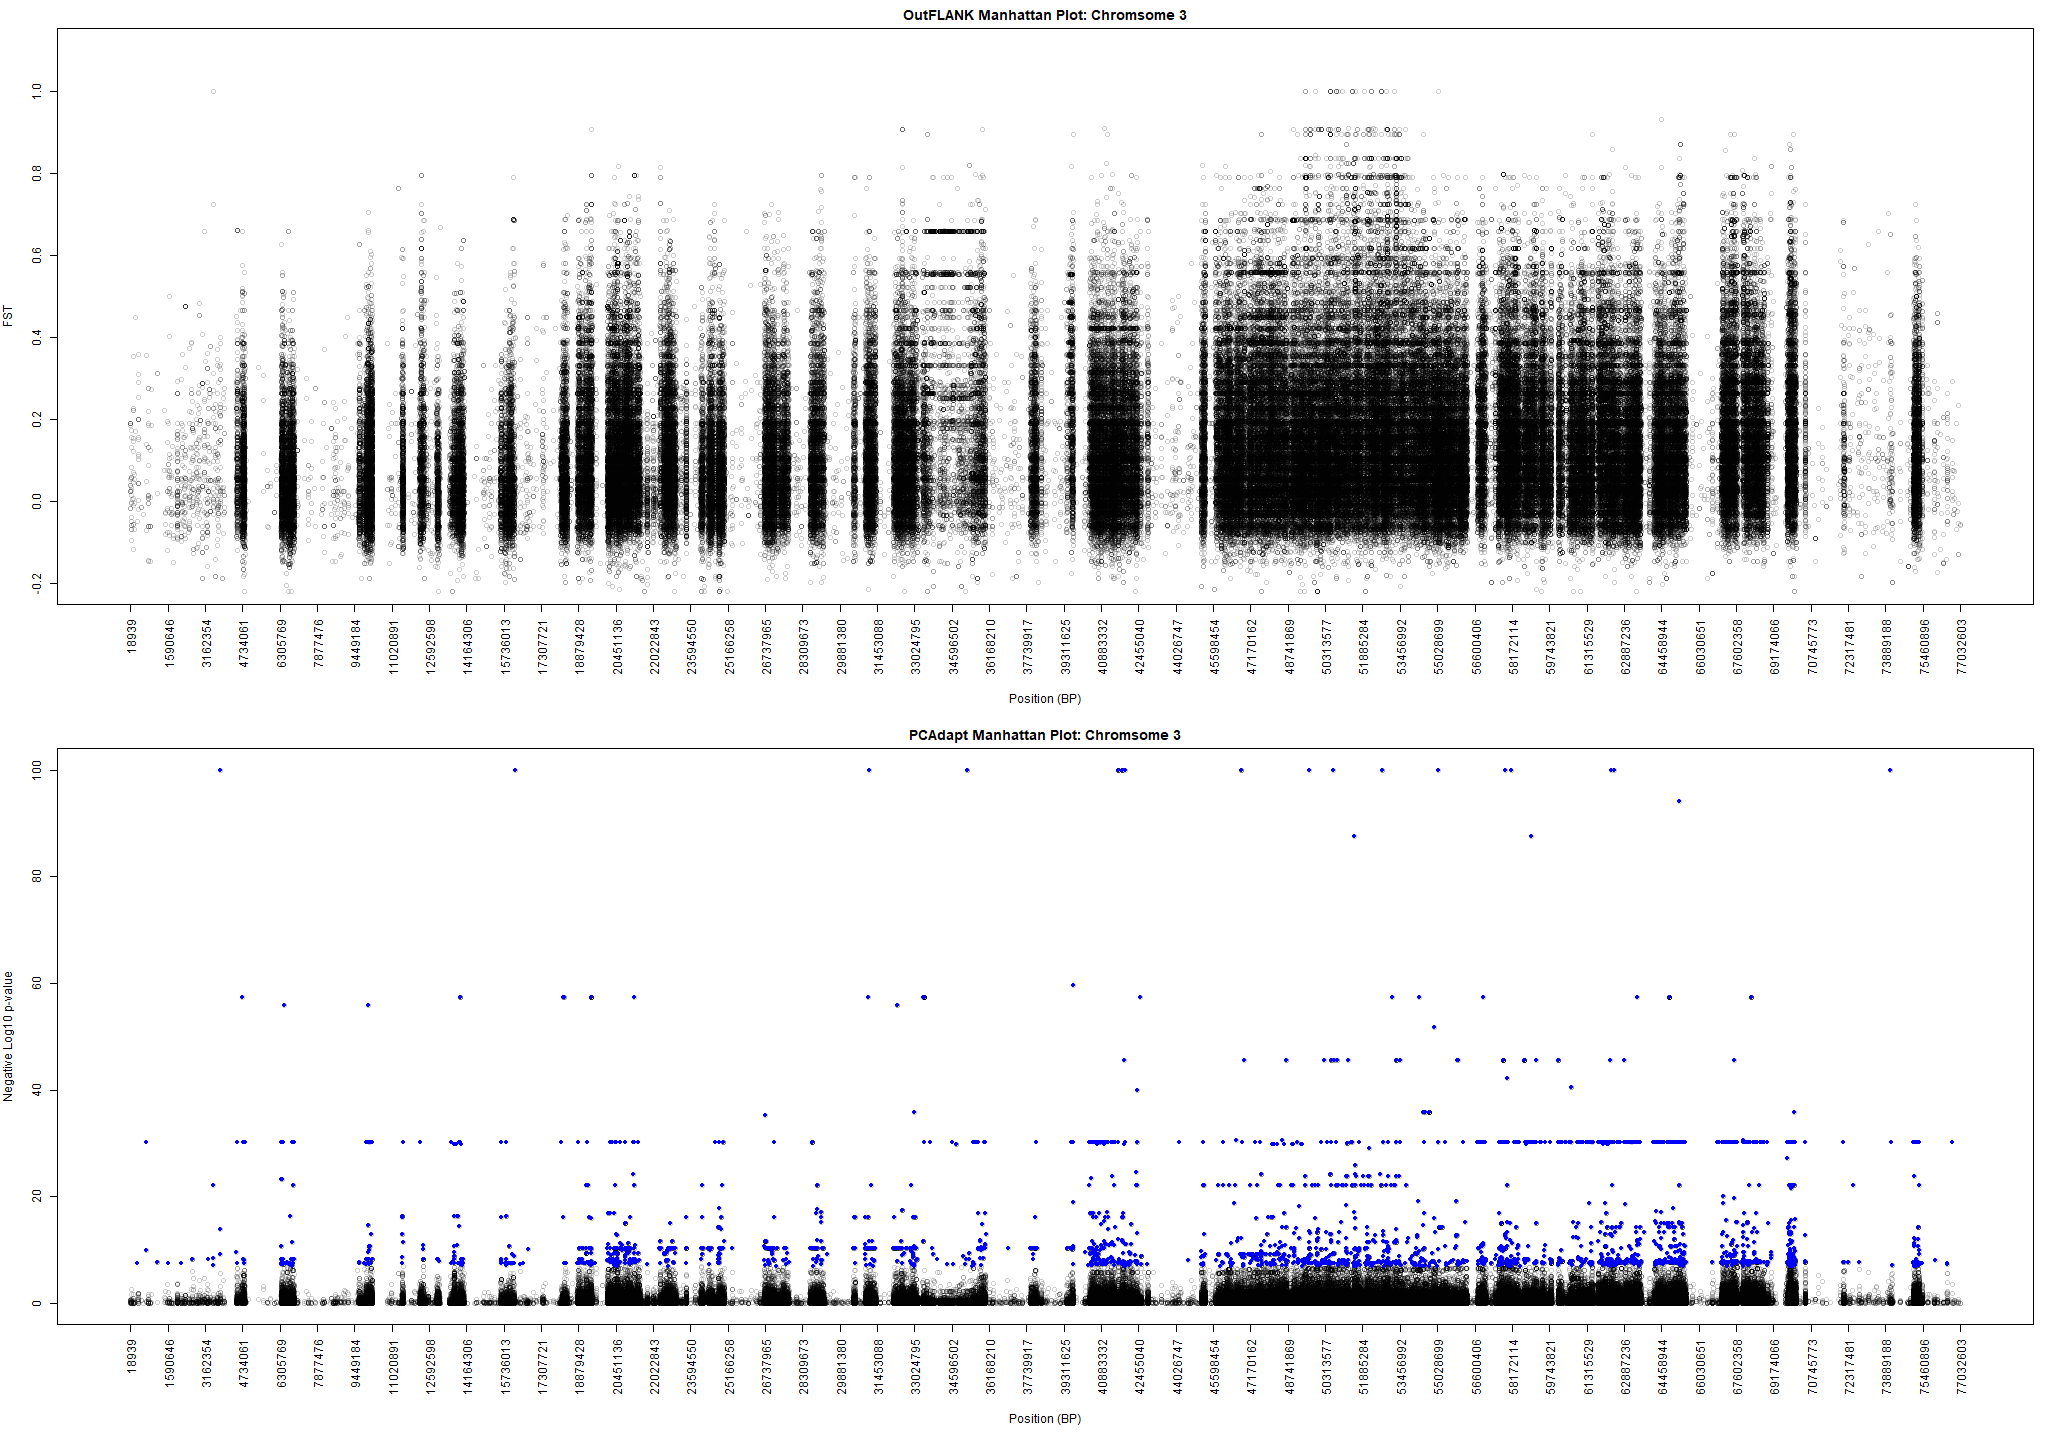 OutFLANK Manhattan Plot: Chromsome 3
FST
1.0
0.8
0.6
0.4
0.2
0.0
-0.2
18939 1590646 3162354 4734061 6305769 7877476 9449184 11020891 12592598 14164306 15736013 17307721 18879428 20451136 22022843 23594550 25166258 26737965 28309673 29881380 31453088 33024795 34596502 36168210 37739917 39311625 40883332 42455040 44026747 45598454 47170162 48741869 50313577 51885284 53456992 55028699 56600406 58172114 59743821 61315529 62887236 64458944 66030651 67602358 69174066 70745773 72317481 73889188 75460896 77032603
Position (BP)
PCAdapt Manhattan Plot: Chromsome 3
Negative Log10 p-value
100
80
60
40
20
0
18939 1590646 3162354 4734061 6305769 7877476 9449184 11020891 12592598 14164306 15736013 17307721 18879428 20451136 22022843 23594550 25166258 26737965 28309673 29881380 31453088 33024795 34596502 36168210 37739917 39311625 40883332 42455040 44026747 45598454 47170162 48741869 50313577 51885284 53456992 55028699 56600406 58172114 59743821 61315529 62887236 64458944 66030651 67602358 69174066 70745773 72317481 73889188 75460896 77032603
Position (BP)